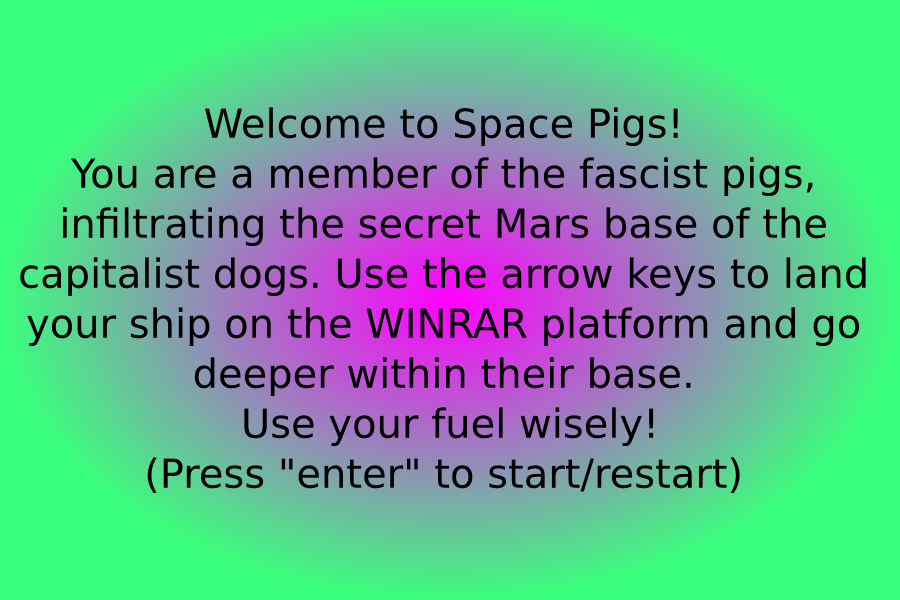 Welcome to Space Pigs!
You are a member of the fascist pigs,
infiltrating the secret Mars base of the
capitalist dogs. Use the arrow keys to land
your ship on the WINRAR platform and go
deeper within their base.
Use your fuel wisely!
(Press "enter" to start/restart)